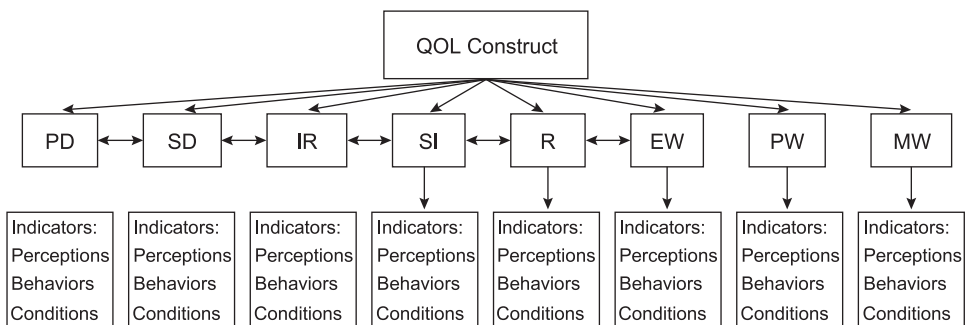 QOL Construct
PD SD IR SI R EW PW MW
Indicators: Indicators: Indicators: Indicators: Indicators: Indicators: Indicators: Indicators:
Perceptions Perceptions Perceptions Perceptions Perceptions Perceptions Perceptions Perceptions
Behaviors Behaviors Behaviors Behaviors Behaviors Behaviors Behaviors Behaviors
Conditions Conditions Conditions Conditions Conditions Conditions Conditions Conditions